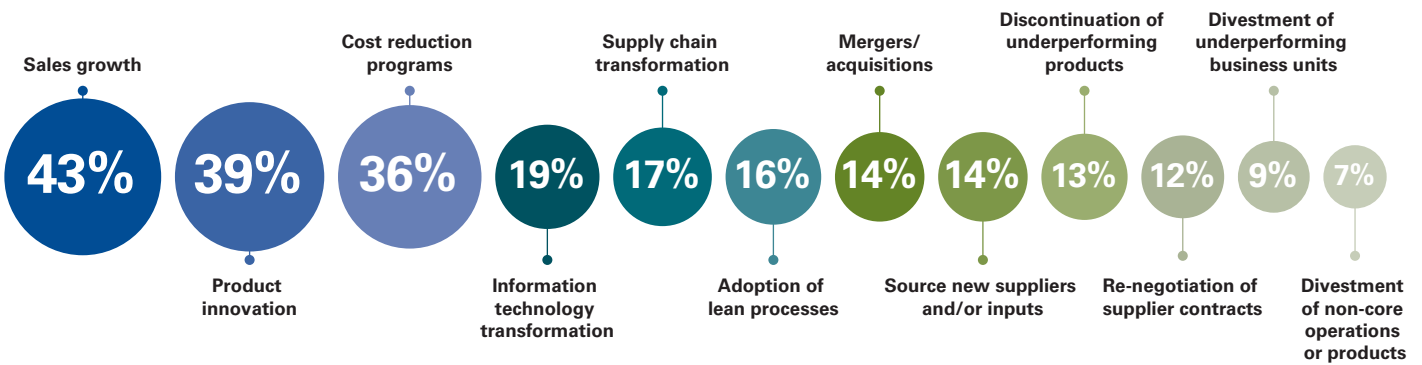 Sales growth
43%
39%
Product
innovation
Cost reduction
programs
36%
19%
Information
technology
transformation
Supply chain
transformation
17%
16%
Adoption of
lean processes
Mergers/
acquisitions
14%
14%
Source new suppliers
and/or inputs
Discontinuation of
underperforming
products
13%
12%
Re-negotiation of
supplier contracts
Divestment of
underperforming
business units
9%
7%
Divestment
of non-core
operations
or products